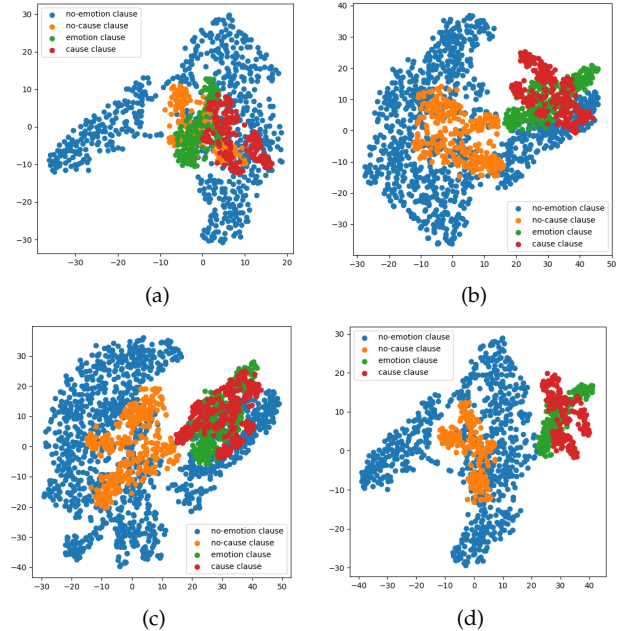 30
20
10
0
−10
−20
−30
−30 −20 −10 0 10 20
no-emotion clause
no-cause clause
emotion clause
cause clause
(a)
40
30
20
10
0
−10
−20
−30
−30 −20 −10 0 10 20 30 40 50
no-emotion clause
no-cause clause
emotion clause
cause clause
(b)
30
20
10
0
−10
−20
−30
−40
−30 −20 −10 0 10 20 30 40 50
no-emotion clause
no-cause clause
emotion clause
cause clause
(c)
30
20
10
0
−10
−20
−30
−40 −30 −20 −10 0 10 20 30 40
no-emotion clause
no-cause clause
emotion clause
cause clause
(d)